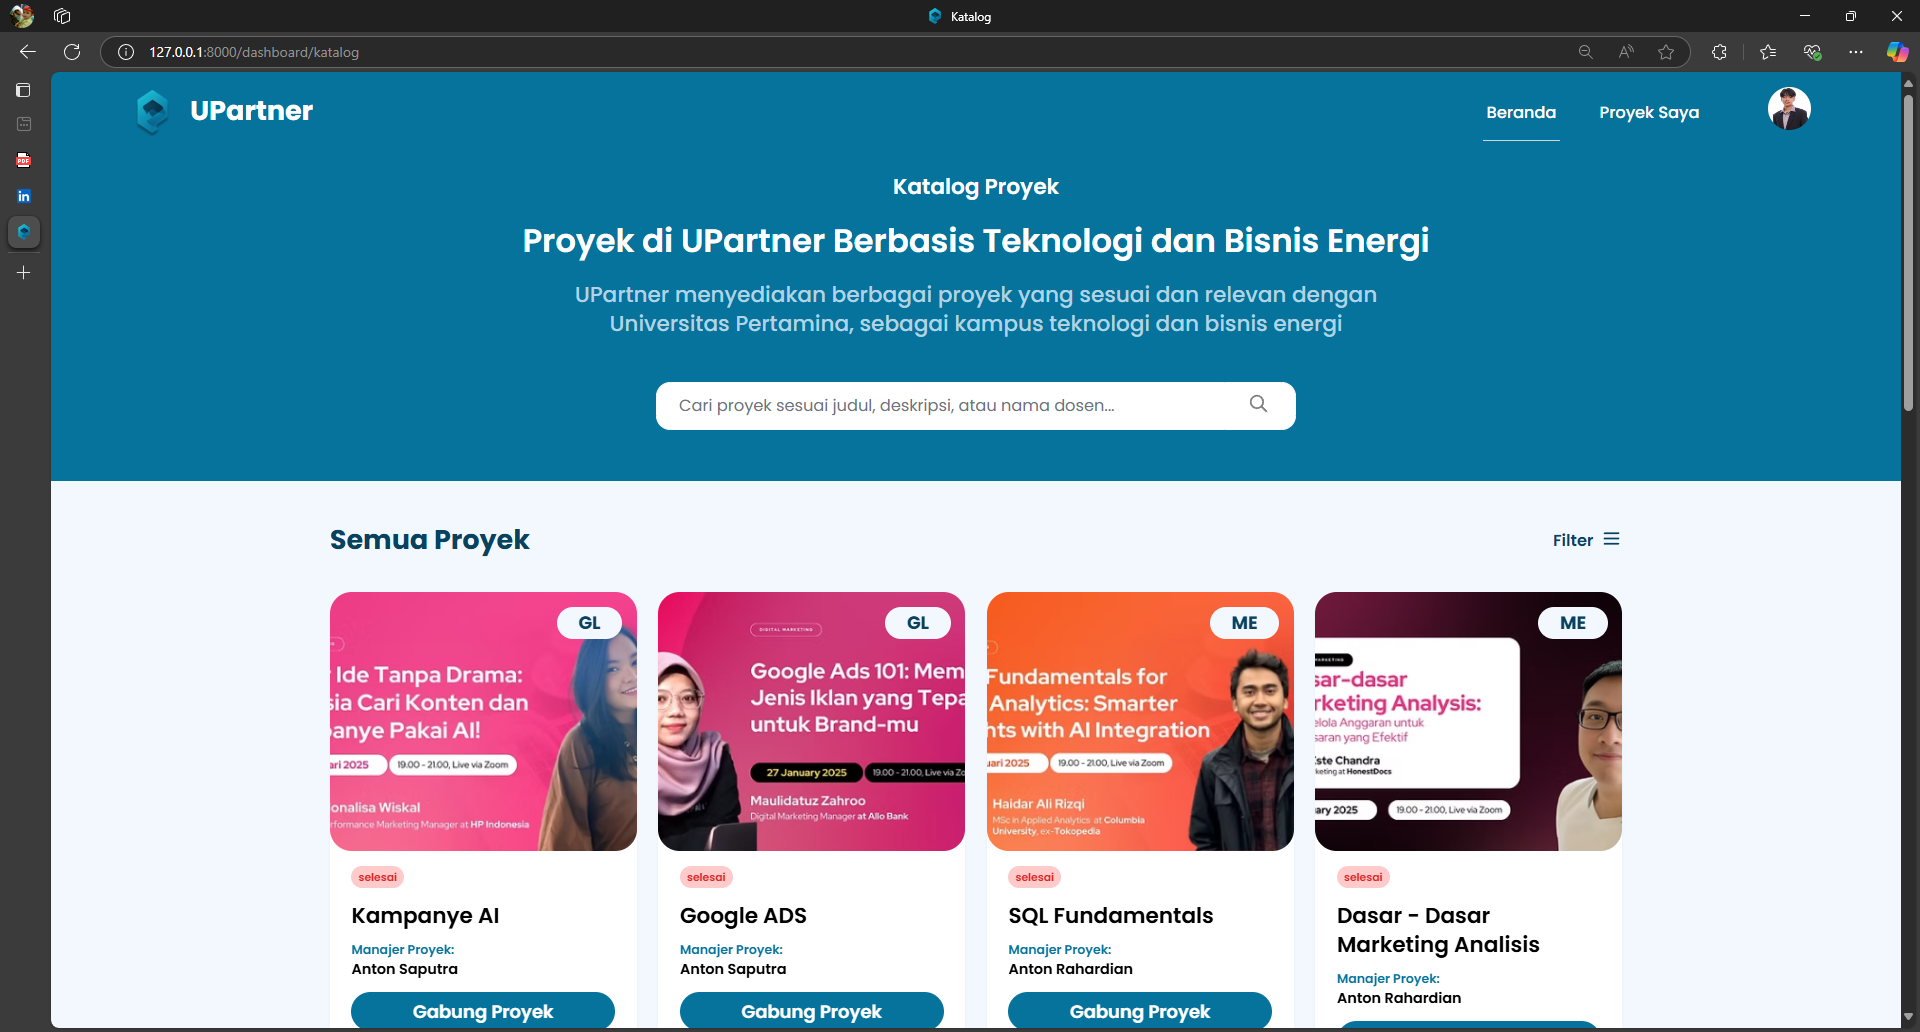 Katalog
127.0.0.1:8000/dashboard/katalog
UPartner
Beranda
Proyek Saya
Katalog Proyek
Proyek di UPartner Berbasis Teknologi dan Bisnis Energi
UPartner menyediakan berbagai proyek yang sesuai dan relevan dengan
Universitas Pertamina, sebagai kampus teknologi dan bisnis energi
Cari proyek sesuai judul, deskripsi, atau nama dosen...
Semua Proyek
Filter
GL
Ide Tanpa Drama:
sia Cari Konten dan
anye Pakai AI!
ari 2025
19.00 - 21.00, Live via Zoom
onalisa Wiskal
rformance Marketing Manager at HP Indonesia
selesai
Kampanye AI
Manajer Proyek:
Anton Saputra
Gabung Proyek
GL
DIGITAL MARKETING
Google Ads 101: Mem
Jenis Iklan yang Tepa
untuk Brand-mu
27 January 2025
19.00 - 21.00, Live via Zo
Maulidatuz Zahroo
Digital Marketing Manager at Allo Bank
selesai
Google ADS
Manajer Proyek:
Anton Saputra
Gabung Proyek
ME
Fundamentals for
Analytics: Smarter
hts with AI Integration
uari 2025
19.00 - 21.00, Live via Zoom
Haidar Ali Rizqi
MSc in Applied Analytics at Columbia
University, ex-Tokopedia
selesai
SQL Fundamentals
Manajer Proyek:
Anton Rahardian
Gabung Proyek
ME
MARKETING
sar-dasar
rketing Analysis:
elola Anggaran untuk
saran yang Efektif
Este Chandra
rketing at HonestDocs
ary 2025
19.00 - 21.00, Live via Zoom
selesai
Dasar - Dasar
Marketing Analisis
Manajer Proyek:
Anton Rahardian
PDF
in